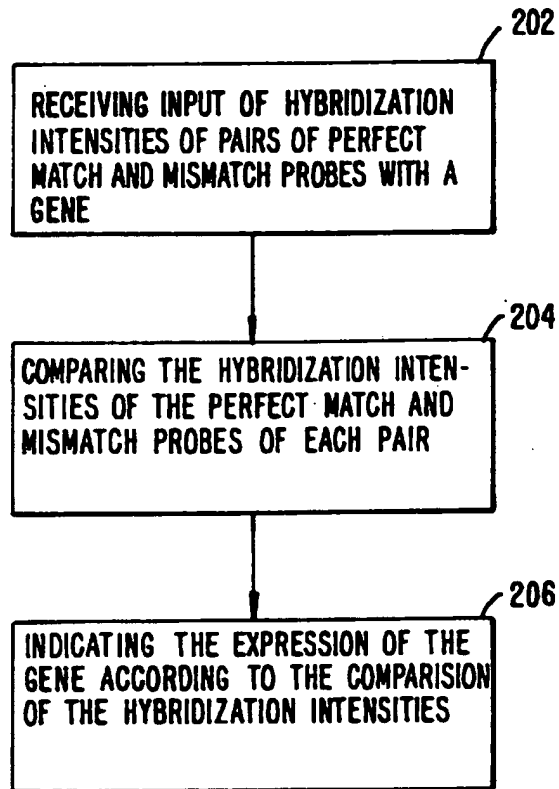 202
RECEIVING INPUT OF HYBRIDIZATION
INTENSITIES OF PAIRS OF PERFECT
MATCH AND MISMATCH PROBES WITH A
GENE
204
COMPARING THE HYBRIDIZATION INTEN-
SITIES OF THE PERFECT MATCH AND
MISMATCH PROBES OF EACH PAIR
206
INDICATING THE EXPRESSION OF THE
GENE ACCORDING TO THE COMPARISION
OF THE HYBRIDIZATION INTENSITIES